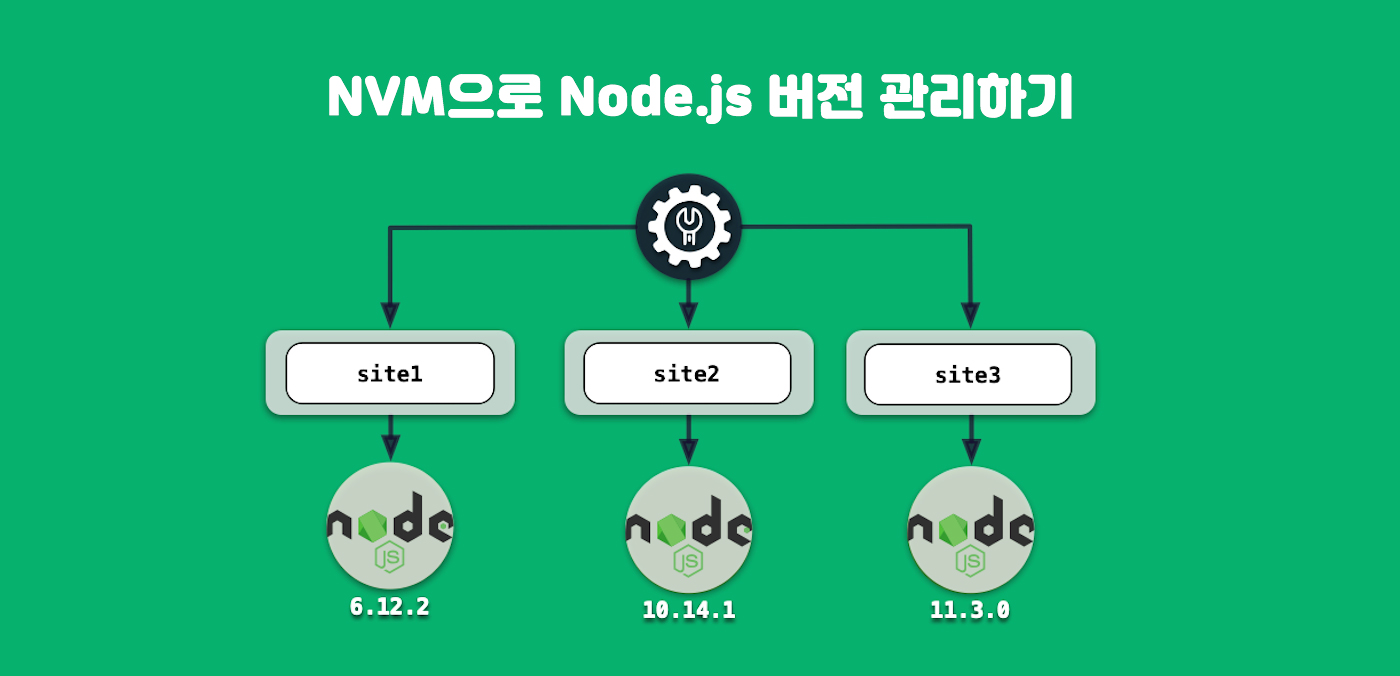 NVM으로 Node.js 버전 관리하기
site1 site2 site3
node node node
JS JS JS
6.12.2 10.14.1 11.3.0